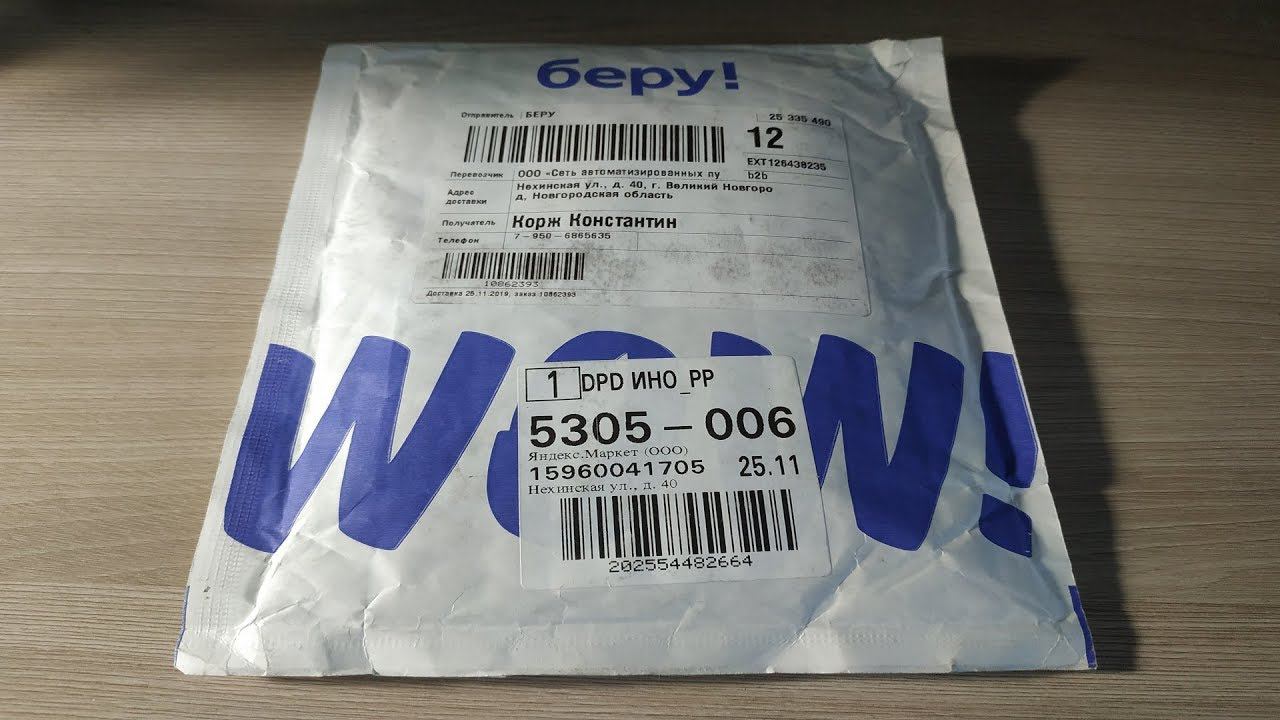 беру!
Отправитель БЕРУ
25 335 490
12
EXT126438235
Перевозчик ООО «Сеть автоматизированных пу b2b
Адрес доставки Нехинская ул., д. 40, г. Великий Новгоро
д, Новгородская область
Получатель Корж Константин
Телефон 7-950-6865635
10862393
Доставка 25.11.2019, заказ 10862393
WOW!
1 DPD ИНО_PP
5305-006
Яндекс.Маркет (ООО)
15960041705 25.11
Нехинская ул., д. 40
202554482664